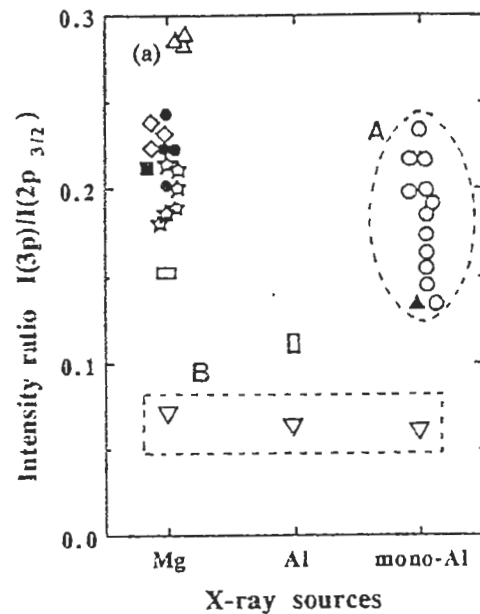 0.3
(a)
Intensity ratio I(3p)/I(2p 3/2)
A
0.2
0.1
B
0.0
Mg Al mono-Al
X-ray sources